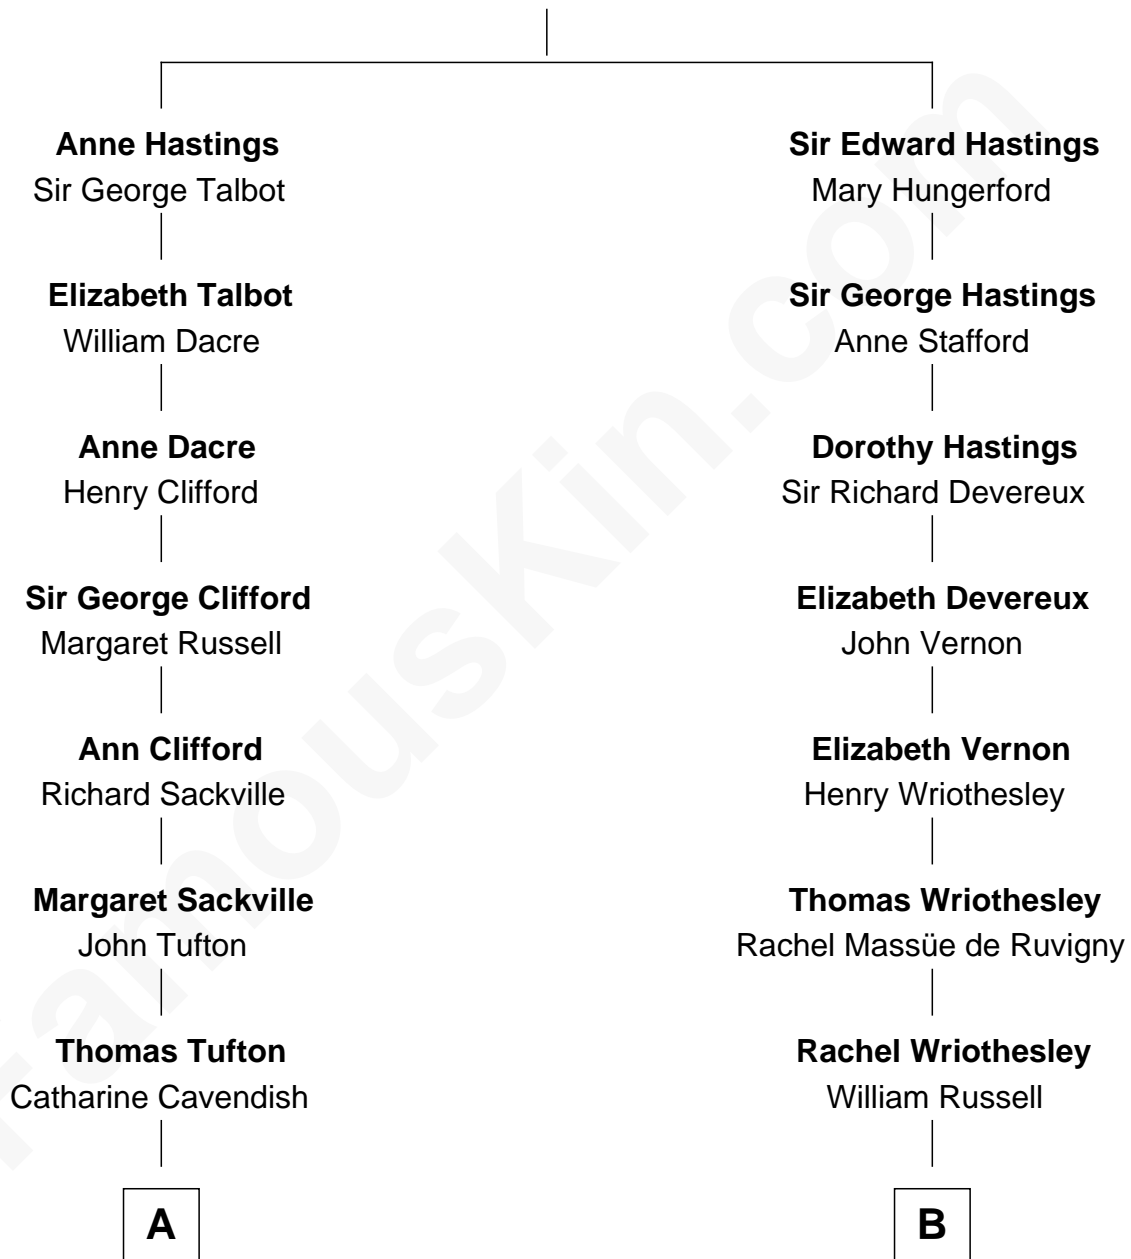 Anne Hastings
Sir George Talbot
Elizabeth Talbot
William Dacre
Anne Dacre
Henry Clifford
Sir George Clifford
Margaret Russell
Ann Clifford
Richard Sackville
Margaret Sackville
John Tufton
Thomas Tufton
Catharine Cavendish
A
Sir Edward Hastings
Mary Hungerford
Sir George Hastings
Anne Stafford
Dorothy Hastings
Sir Richard Devereux
Elizabeth Devereux
John Vernon
Elizabeth Vernon
Henry Wriothesley
Thomas Wriothesley
Rachel Massüe de Ruvigny
Rachel Wriothesley
William Russell
B
FamousKin.com